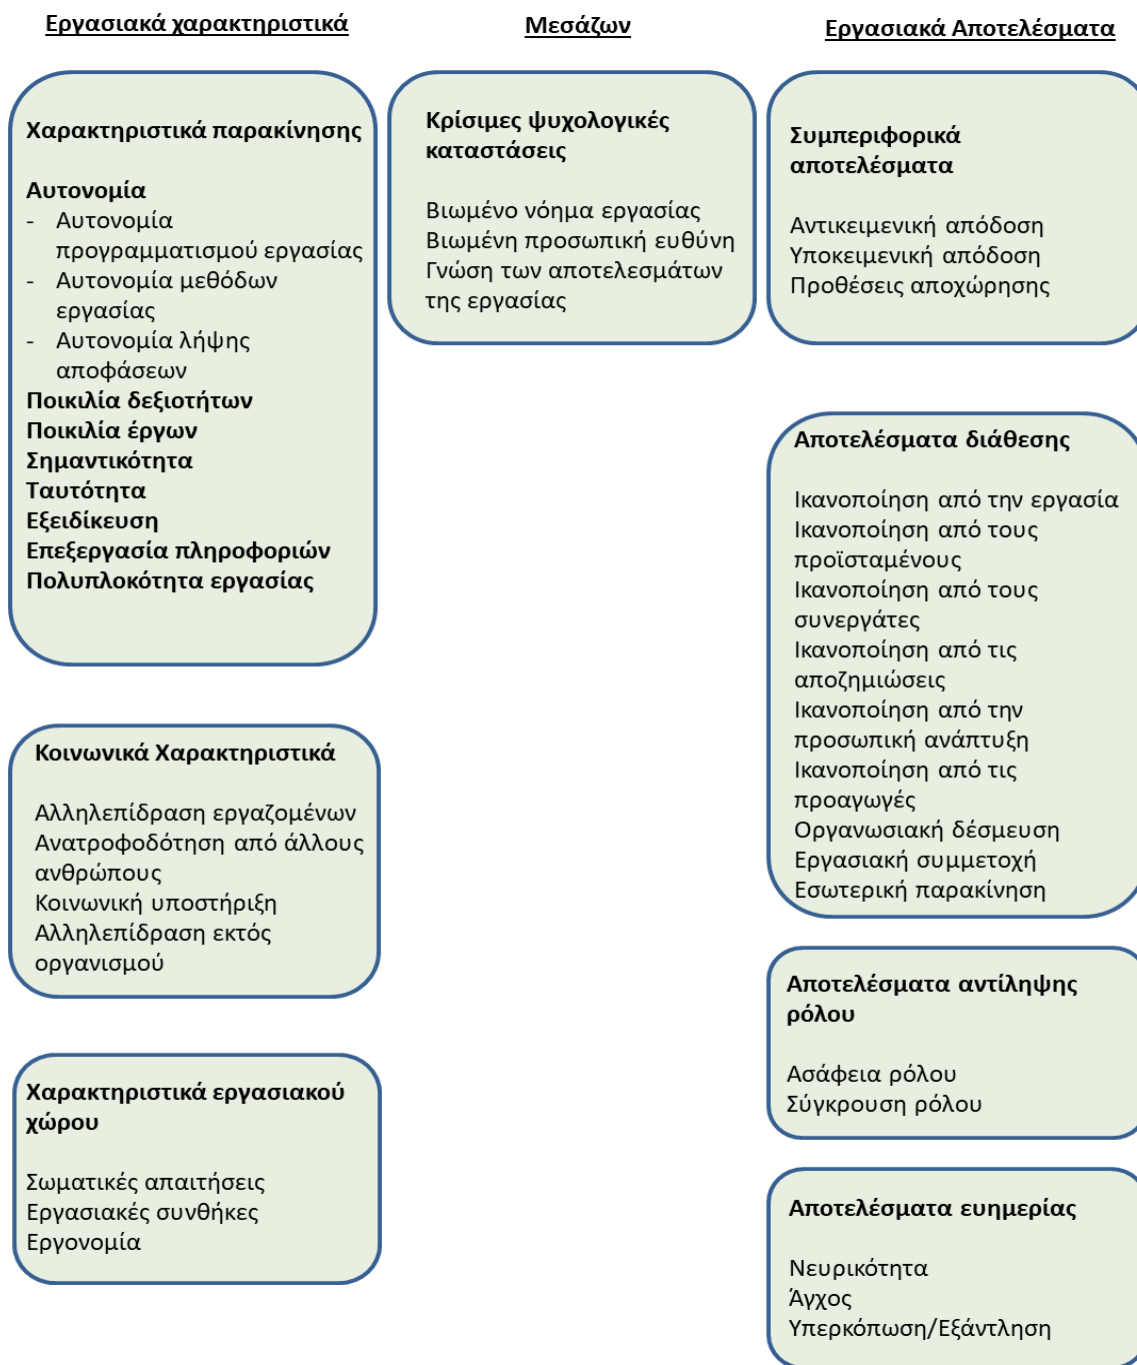 Εργασιακά χαρακτηριστικά
Χαρακτηριστικά παρακίνησης
Αυτονομία
- Αυτονομία
προγραμματισμού εργασίας
- Αυτονομία μεθόδων
εργασίας
- Αυτονομία λήψης
αποφάσεων
Ποικιλία δεξιοτήτων
Ποικιλία έργων
Σημαντικότητα
Ταυτότητα
Εξειδίκευση
Επεξεργασία πληροφοριών
Πολυπλοκότητα εργασίας
Κοινωνικά Χαρακτηριστικά
Αλληλεπίδραση εργαζομένων
Ανατροφοδότηση από άλλους
ανθρώπους
Κοινωνική υποστήριξη
Αλληλεπίδραση εκτός
οργανισμού
Χαρακτηριστικά εργασιακού
χώρου
Σωματικές απαιτήσεις
Εργασιακές συνθήκες
Εργονομία
Μεσάζων
Κρίσιμες ψυχολογικές
καταστάσεις
Βιωμένο νόημα εργασίας
Βιωμένη προσωπική ευθύνη
Γνώση των αποτελεσμάτων
της εργασίας
Εργασιακά Αποτελέσματα
Συμπεριφορικά
αποτελέσματα
Αντικειμενική απόδοση
Υποκειμενική απόδοση
Προθέσεις αποχώρησης
Αποτελέσματα διάθεσης
Ικανοποίηση από την εργασία
Ικανοποίηση από τους
προϊσταμένους
Ικανοποίηση από τους
συνεργάτες
Ικανοποίηση από τις
αποζημιώσεις
Ικανοποίηση από την
προσωπική ανάπτυξη
Ικανοποίηση από τις
προαγωγές
Οργανωσιακή δέσμευση
Εργασιακή συμμετοχή
Εσωτερική παρακίνηση
Αποτελέσματα αντίληψης
ρόλου
Ασάφεια ρόλου
Σύγκρουση ρόλου
Αποτελέσματα ευημερίας
Νευρικότητα
Άγχος
Υπερκόπωση/Εξάντληση